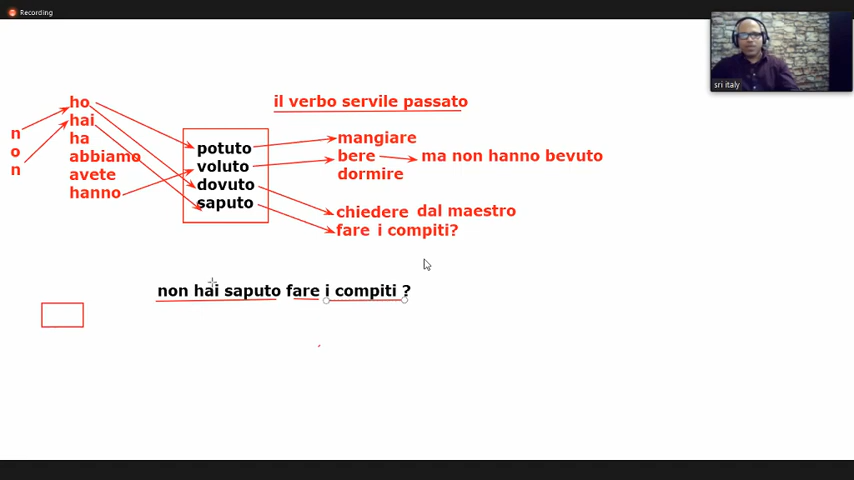 Recording
sri italy
il verbo servile passato
n
o
n
ho
hai
ha
abbiamo
avete
hanno
potuto
voluto
dovuto
saputo
mangiare
bere
dormire
ma non hanno bevuto
chiedere dal maestro
fare i compiti?
non hai saputo fare i compiti ?